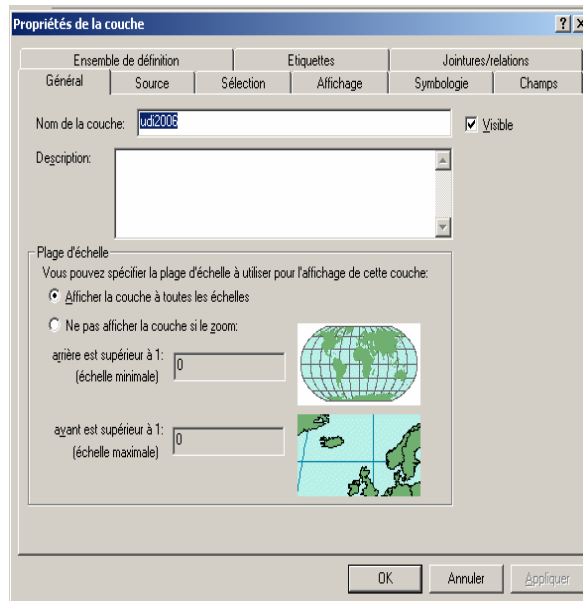 Propriétés de la couche
Ensemble de définition Etiquettes Jointures/relations
Général Source Sélection Affichage Symbologie Champs
Nom de la couche: udi2006 Visible
Description:
Plage d'échelle
Vous pouvez spécifier la plage d'échelle à utiliser pour l'affichage de cette couche:
Afficher la couche à toutes les échelles
Ne pas afficher la couche si le zoom:
arrière est supérieur à 1: 0
(échelle minimale)
avant est supérieur à 1: 0
(échelle maximale)
OK Annuler Appliquer